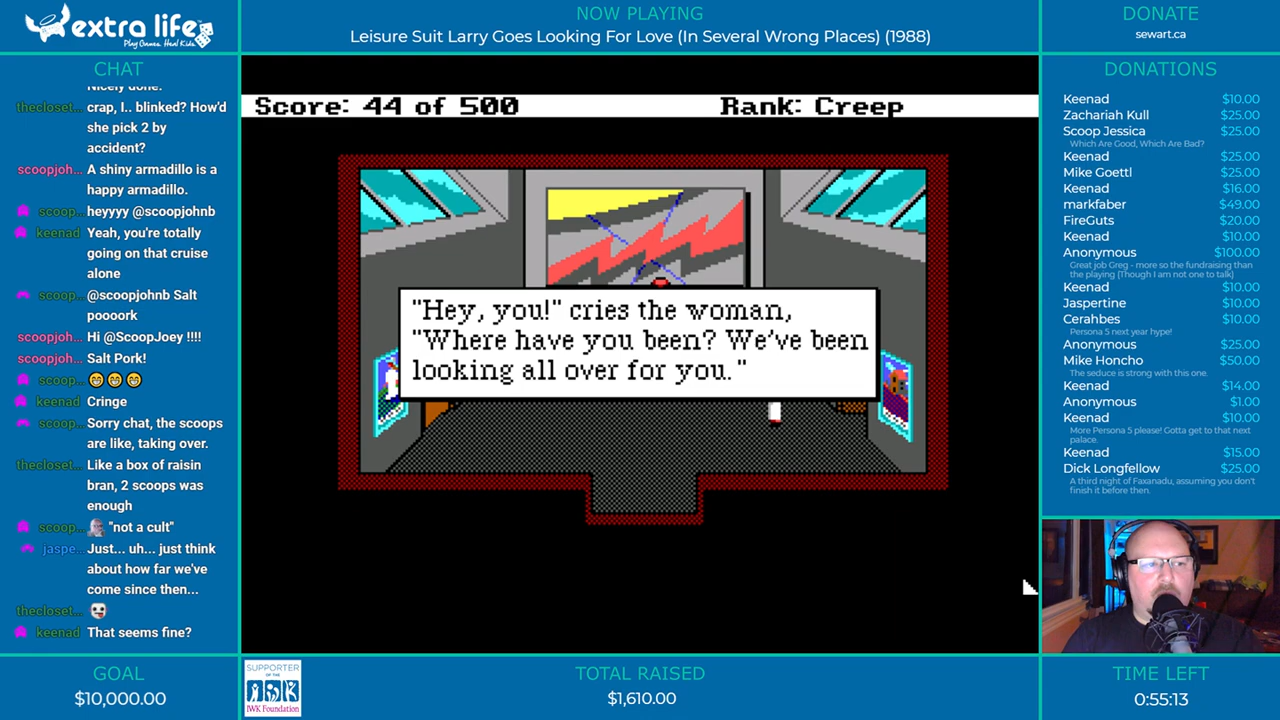 extra life
Play Games. Heal Kids.
NOW PLAYING
Leisure Suit Larry Goes Looking For Love (In Several Wrong Places) (1988)
DONATE
sewart.ca
CHAT
Nicely done.
thecloset... crap, I.. blinked? How'd
she pick 2 by
accident?
scoopjoh... A shiny armadillo is a
happy armadillo.
scoop... heyyyy @scoopjohnb
keenad Yeah, you're totally
going on that cruise
alone
scoop... @scoopjohnb Salt
poooork
scoopjoh... Hi @ScoopJoey !!!!
scoopjoh... Salt Pork!
scoop... 😁😁😁
keenad Cringe
scoop... Sorry chat, the scoops
are like, taking over.
thecloset... Like a box of raisin
bran, 2 scoops was
enough
scoop... "not a cult"
jaspe... Just... uh... just think
about how far we've
come since then...
thecloset...
keenad That seems fine?
Score: 44 of 500 Rank: Creep
"Hey, you!" cries the woman,
"Where have you been? We've been
looking all over for you."
DONATIONS
Keenad $10.00
Zachariah Kull $25.00
Scoop Jessica $25.00
Which Are Good, Which Are Bad?
Keenad $25.00
Mike Goettl $25.00
Keenad $16.00
markfaber $49.00
FireGuts $20.00
Keenad $10.00
Anonymous $100.00
Great job Greg - more so the fundraising than
the playing (Though I am not one to talk)
Keenad $10.00
Jaspertine $10.00
Cerahbes $10.00
Persona 5 next year hype!
Anonymous $25.00
Mike Honcho $50.00
The seduce is strong with this one.
Keenad $14.00
Anonymous $1.00
Keenad $10.00
More Persona 5 please! Gotta get to that next
palace.
Keenad $15.00
Dick Longfellow $25.00
A third night of Faxanadu, assuming you don't
finish it before then.
GOAL
$10,000.00
SUPPORTER
OF THE
IWK
IWK Foundation
TOTAL RAISED
$1,610.00
TIME LEFT
0:55:13